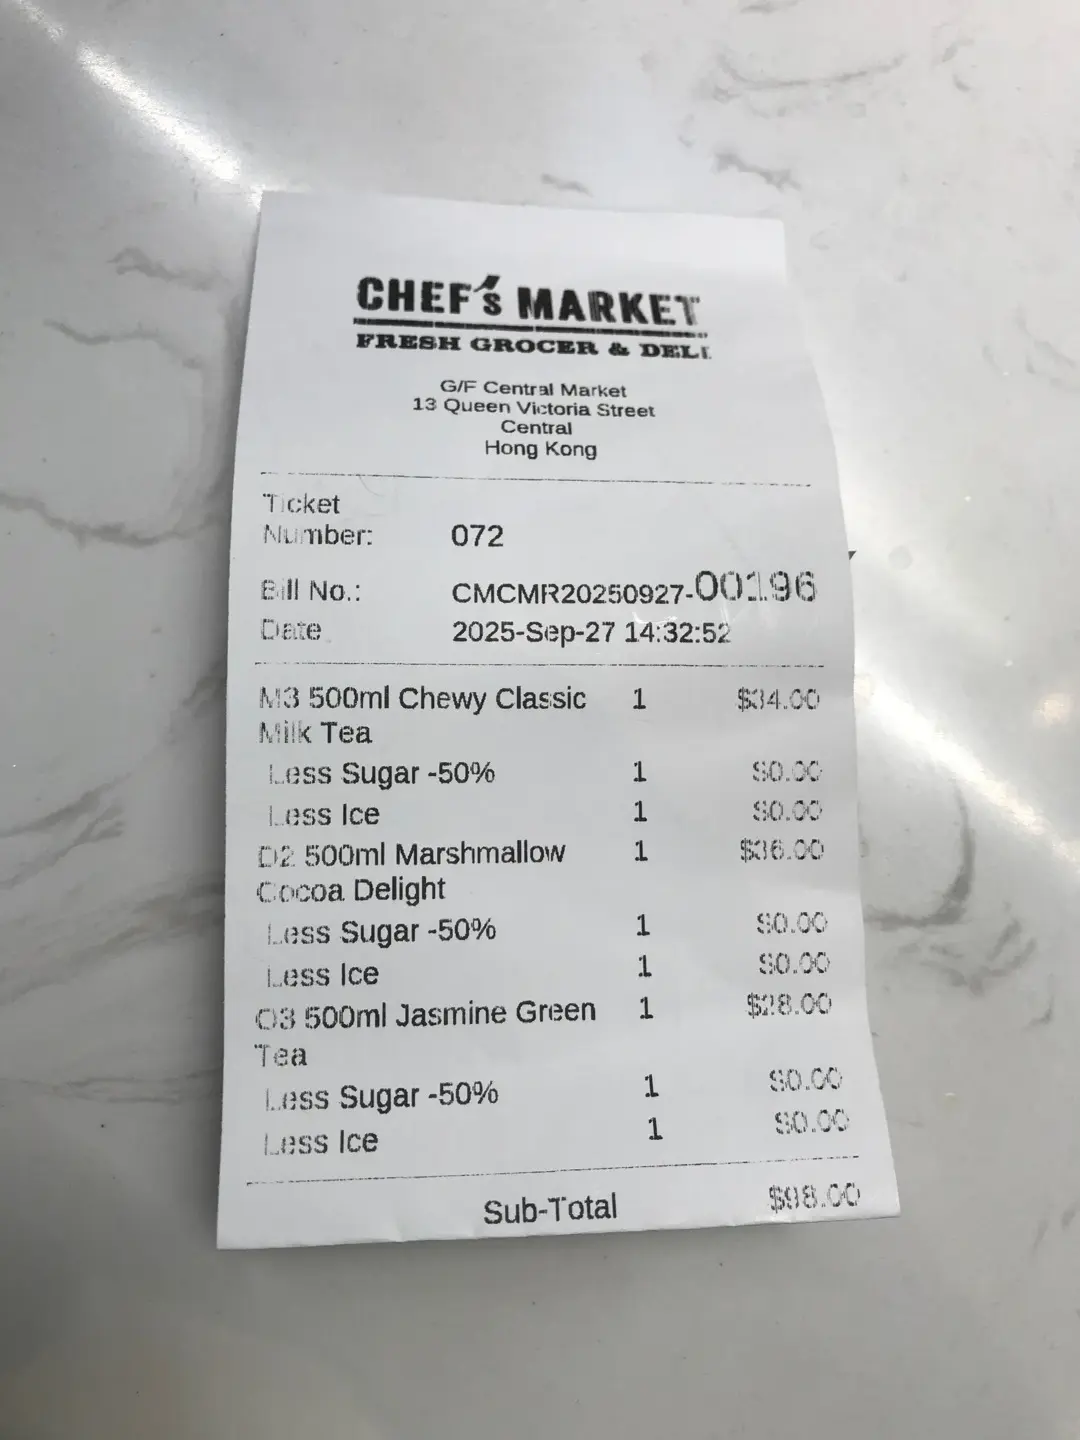 CHEF's MARKET
FRESH GROCER & DELI
G/F Central Market
13 Queen Victoria Street
Central
Hong Kong
Ticket
Number: 072
Bill No.: CMCMR20250927-00196
Date 2025-Sep-27 14:32:52
M3 500ml Chewy Classic 1 $34.00
Milk Tea
Less Sugar -50% 1 $0.00
Less Ice 1 $0.00
D2 500ml Marshmallow 1 $36.00
Cocoa Delight
Less Sugar -50% 1 $0.00
Less Ice 1 $0.00
O3 500ml Jasmine Green 1 $28.00
Tea
Less Sugar -50% 1 $0.00
Less Ice 1 $0.00
Sub-Total $98.00